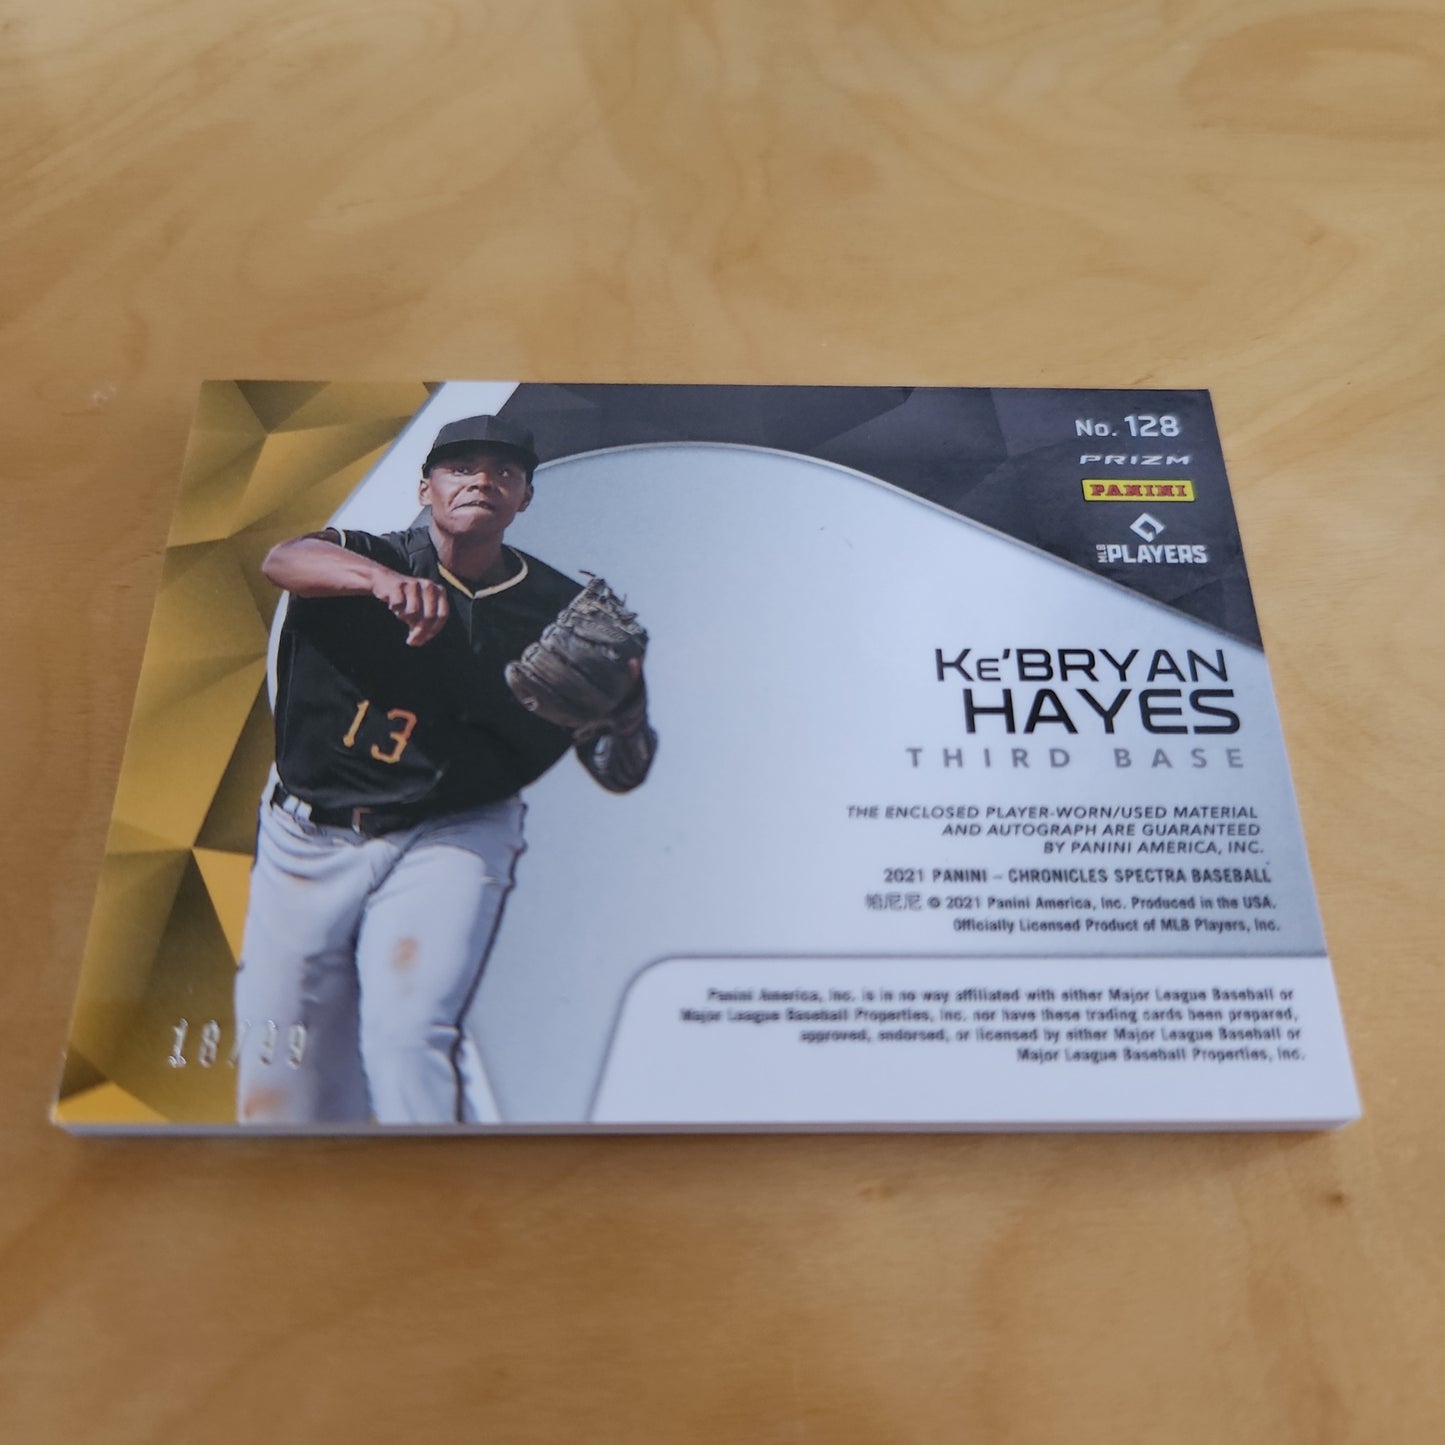 No. 128
PRIZM
PANINI
MLB PLAYERS
13
Ke'BRYAN
HAYES
THIRD BASE
THE ENCLOSED PLAYER-WORN/USED MATERIAL
AND AUTOGRAPH ARE GUARANTEED
BY PANINI AMERICA, INC.
2021 PANINI – CHRONICLES SPECTRA BASEBALL
帕尼尼 © 2021 Panini America, Inc. Produced in the USA.
Officially Licensed Product of MLB Players, Inc.
Panini America, Inc. is in no way affiliated with either Major League Baseball or
Major League Baseball Properties, Inc. nor have these trading cards been prepared,
approved, endorsed, or licensed by either Major League Baseball or
Major League Baseball Properties, Inc.
18/99